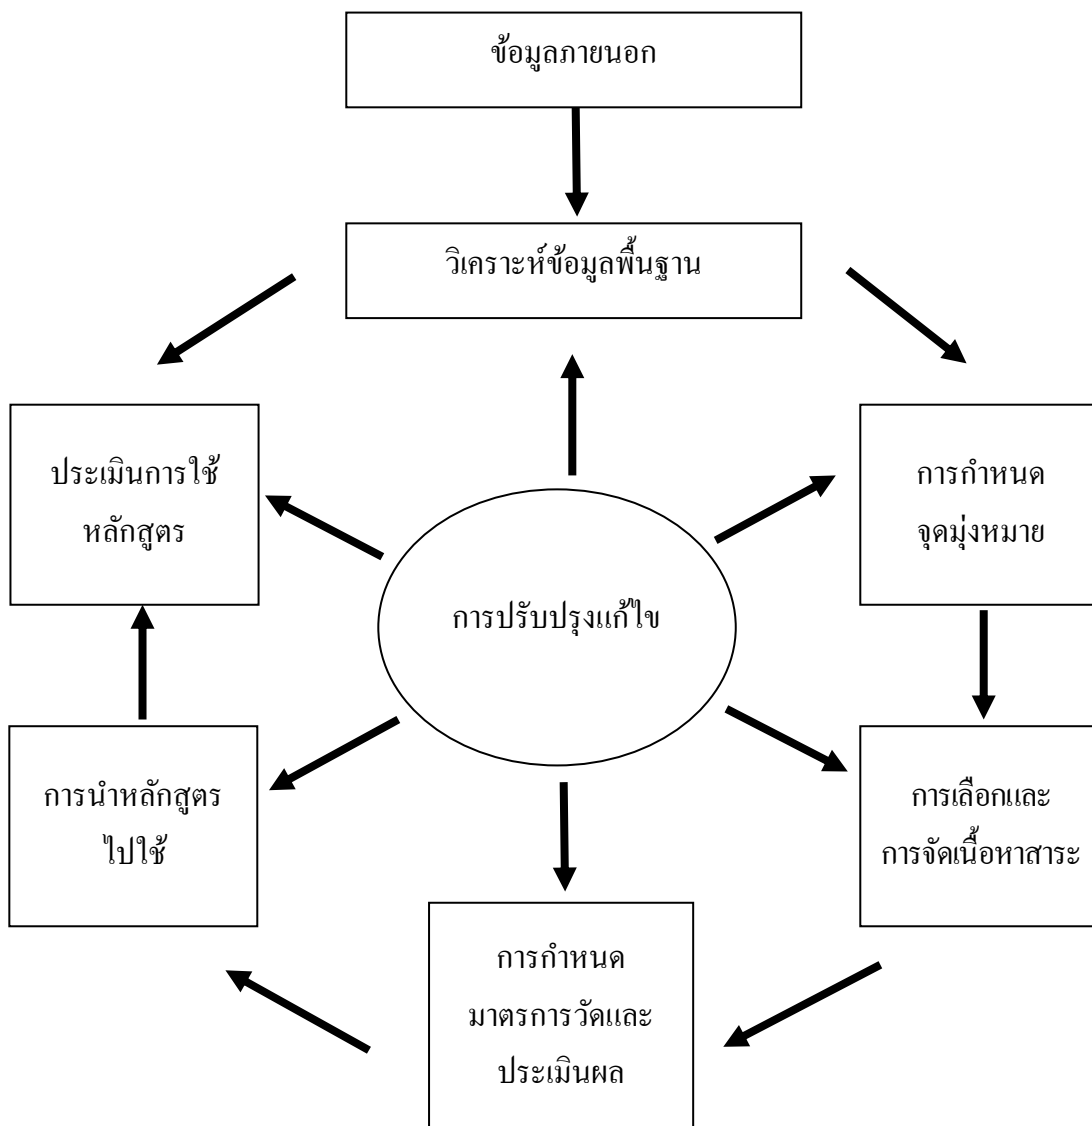 ข้อมูลภายนอก
วิเคราะห์ข้อมูลพื้นฐาน
ประเมินการใช้
หลักสูตร
การกำหนด
จุดมุ่งหมาย
การปรับปรุงแก้ไข
การนำหลักสูตร
ไปใช้
การเลือกและ
การจัดเนื้อหาสาระ
การกำหนด
มาตรการวัดและ
ประเมินผล